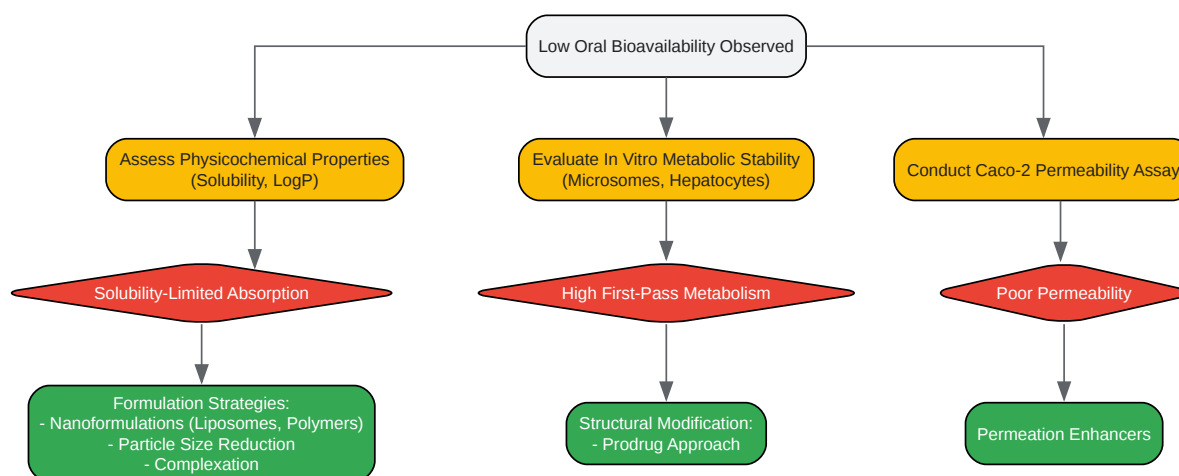 Low Oral Bioavailability Observed
Assess Physicochemical Properties
(Solubility, LogP)
Evaluate In Vitro Metabolic Stability
(Microsomes, Hepatocytes)
Conduct Caco-2 Permeability Assay
Solubility-Limited Absorption
High First-Pass Metabolism
Poor Permeability
Formulation Strategies:
- Nanoformulations (Liposomes, Polymers)
- Particle Size Reduction
- Complexation
Structural Modification:
- Prodrug Approach
Permeation Enhancers